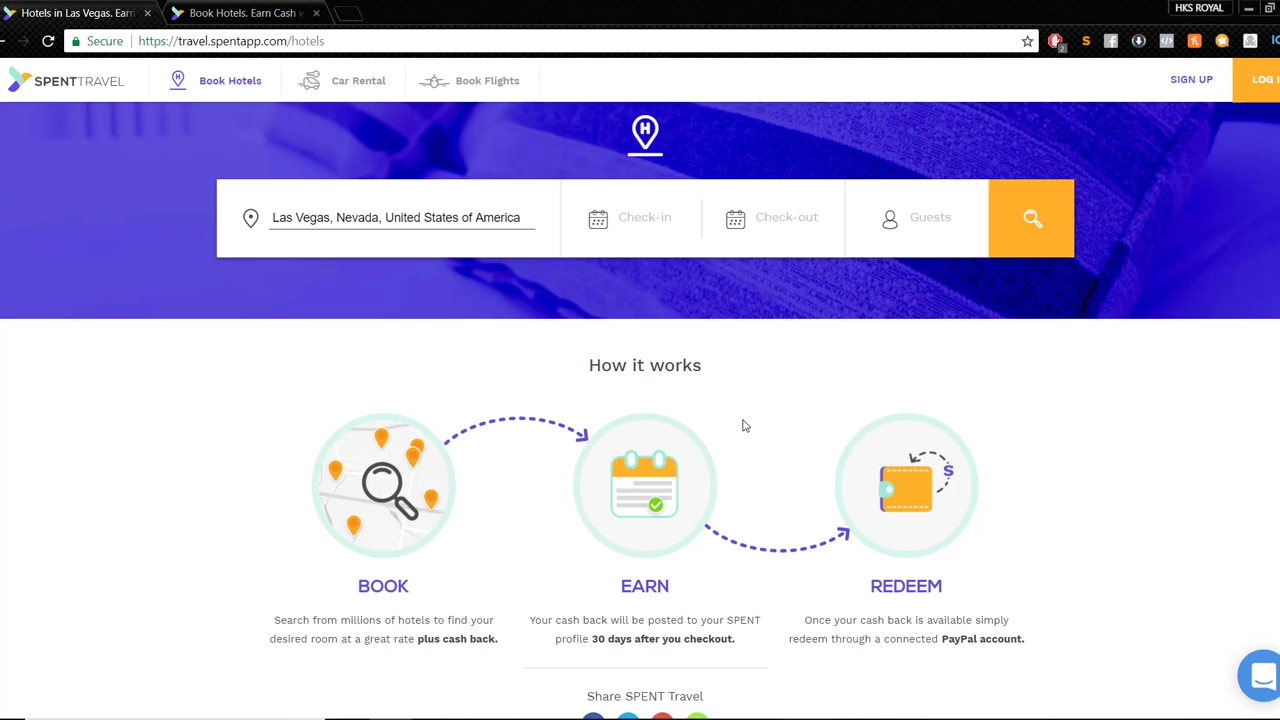 Hotels in Las Vegas. Earn
Book Hotels. Earn Cash
HKS ROYAL
Secure
https://travel.spentapp.com/hotels
SPENTTRAVEL
Book Hotels
Car Rental
Book Flights
SIGN UP
LOG I
Las Vegas, Nevada, United States of America
Check-in
Check-out
Guests
How it works
BOOK
EARN
REDEEM
Search from millions of hotels to find your
desired room at a great rate plus cash back.
Your cash back will be posted to your SPENT
profile 30 days after you checkout.
Once your cash back is available simply
redeem through a connected PayPal account.
Share SPENT Travel